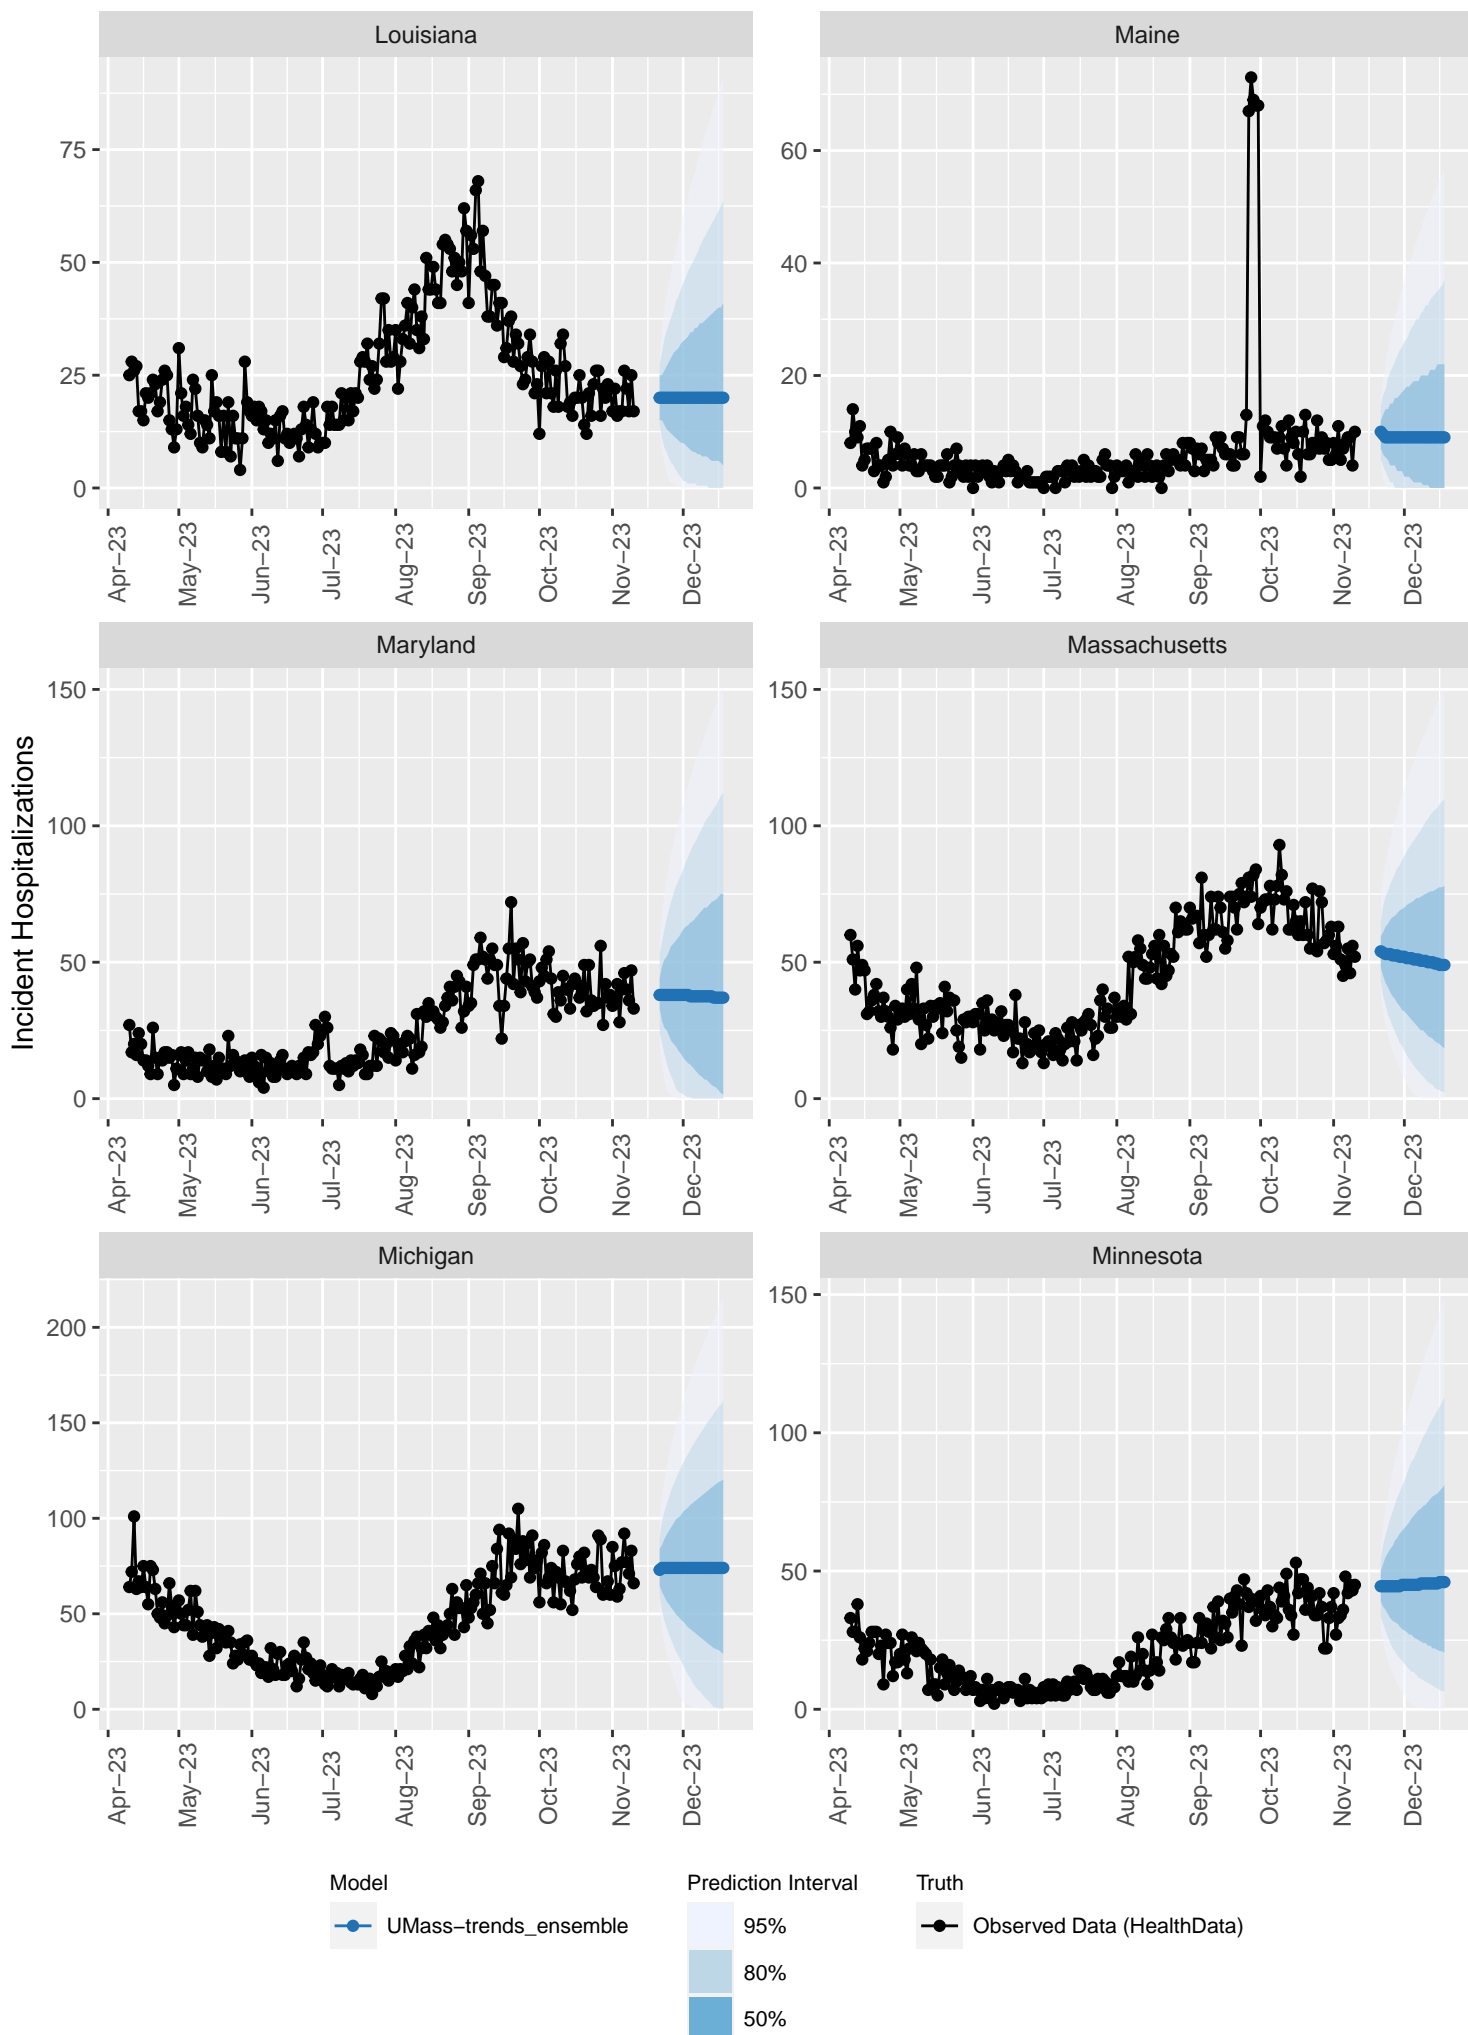 Louisiana
Maine
75
50
25
0
60
40
20
0
Apr−23
May−23
Jun−23
Jul−23
Aug−23
Sep−23
Oct−23
Nov−23
Dec−23
Apr−23
May−23
Jun−23
Jul−23
Aug−23
Sep−23
Oct−23
Nov−23
Dec−23
Maryland
Massachusetts
Incident Hospitalizations
150
100
50
0
150
100
50
0
Apr−23
May−23
Jun−23
Jul−23
Aug−23
Sep−23
Oct−23
Nov−23
Dec−23
Apr−23
May−23
Jun−23
Jul−23
Aug−23
Sep−23
Oct−23
Nov−23
Dec−23
Michigan
Minnesota
200
150
100
50
0
150
100
50
0
Apr−23
May−23
Jun−23
Jul−23
Aug−23
Sep−23
Oct−23
Nov−23
Dec−23
Apr−23
May−23
Jun−23
Jul−23
Aug−23
Sep−23
Oct−23
Nov−23
Dec−23
Model
UMass−trends_ensemble
Prediction Interval
95%
80%
50%
Truth
Observed Data (HealthData)